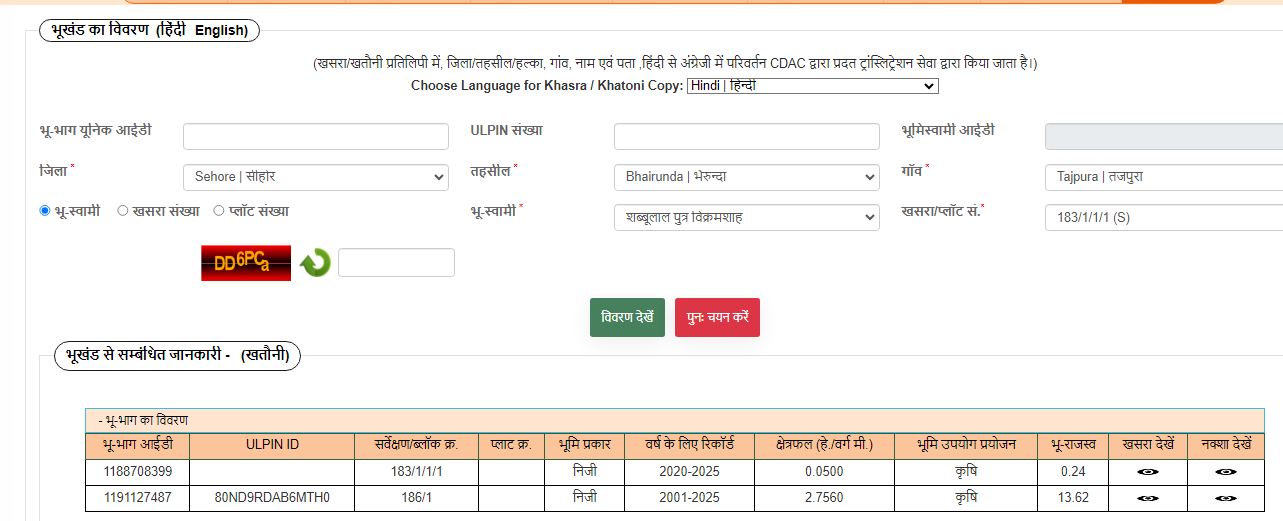 भूखंड का विवरण (हिंदी English)
(खसरा/खतौनी प्रतिलिपी में, जिला/तहसील/हल्का, गांव, नाम एवं पता ,हिंदी से अंग्रेजी में परिवर्तन CDAC द्वारा प्रदत ट्रांस्लिट्रेशन सेवा द्वारा किया जाता है।)
Choose Language for Khasra / Khatoni Copy: Hindi | हिन्दी
भू-भाग यूनिक आईडी ULPIN संख्या भूमिस्वामी आईडी
जिला * Sehore | सीहोर तहसील * Bhairunda | भेरुन्दा गॉव * Tajpura | तजपुरा
भू-स्वामी खसरा संख्या प्लॉट संख्या भू-स्वामी * शब्बूलाल पुत्र विक्रमशाह खसरा/प्लॉट सं.* 183/1/1/1 (S)
DD6PCa
विवरण देखें पुनः चयन करें
भूखंड से सम्बंधित जानकारी - (खतौनी)
- भू-भाग का विवरण
भू-भाग आईडी ULPIN ID सर्वेक्षण/ब्लॉक क्र. प्लाट क्र. भूमि प्रकार वर्ष के लिए रिकॉर्ड क्षेत्रफल (हे./वर्ग मी.) भूमि उपयोग प्रयोजन भू-राजस्व खसरा देखें नक्शा देखें
1188708399 183/1/1/1 निजी 2020-2025 0.0500 कृषि 0.24
1191127487 80ND9RDAB6MTH0 186/1 निजी 2001-2025 2.7560 कृषि 13.62